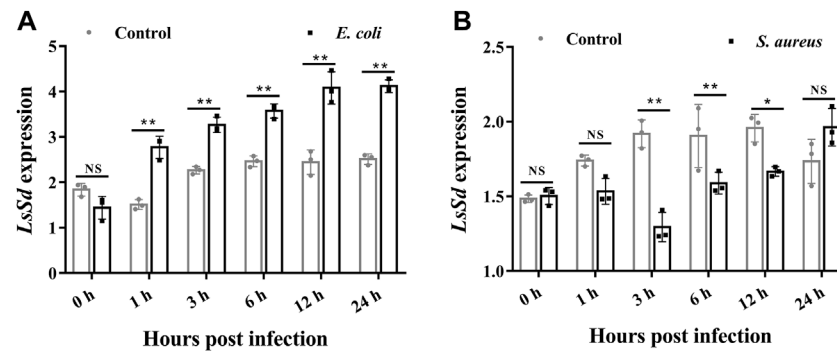 A
Control
E. coli
LsSd expression
5
4
3
2
1
0
NS
**
**
**
**
**
0 h
1 h
3 h
6 h
12 h
24 h
Hours post infection
B
Control
S. aureus
LsSd expression
2.5
2.0
1.5
1.0
NS
NS
**
**
*
NS
0 h
1 h
3 h
6 h
12 h
24 h
Hours post infection